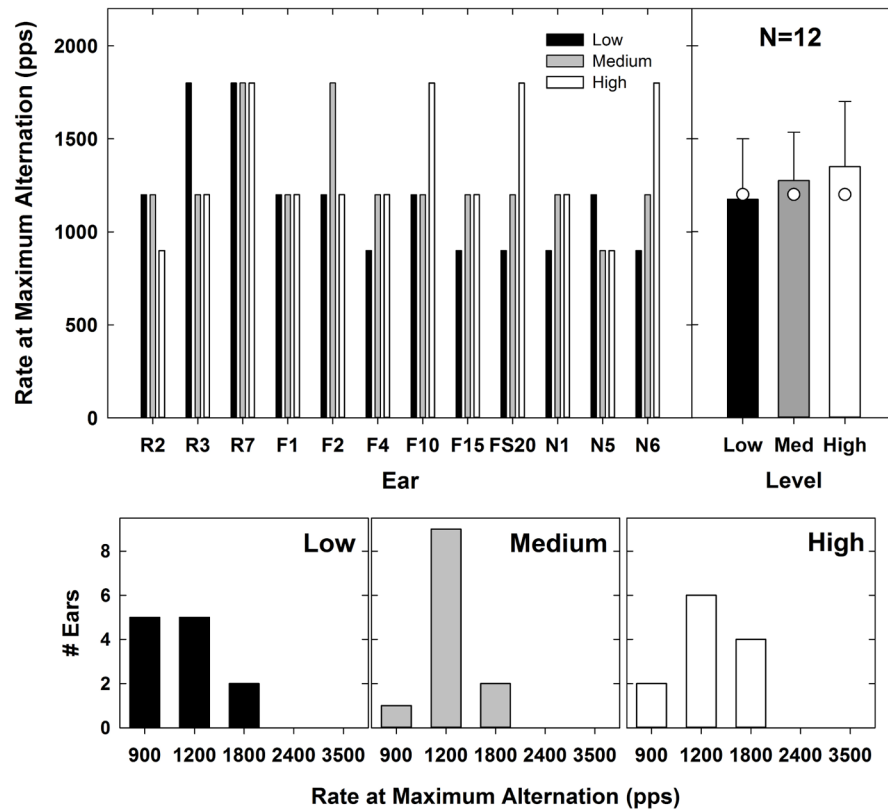 Rate at Maximum Alternation (pps)
2000
1500
1000
500
0
Low
Medium
High
N=12
R2 R3 R7 F1 F2 F4 F10 F15 FS20 N1 N5 N6
Ear
Low Med High
Level
# Ears
8
6
4
2
0
Low
Medium
High
900 1200 1800 2400 3500
900 1200 1800 2400 3500
900 1200 1800 2400 3500
Rate at Maximum Alternation (pps)